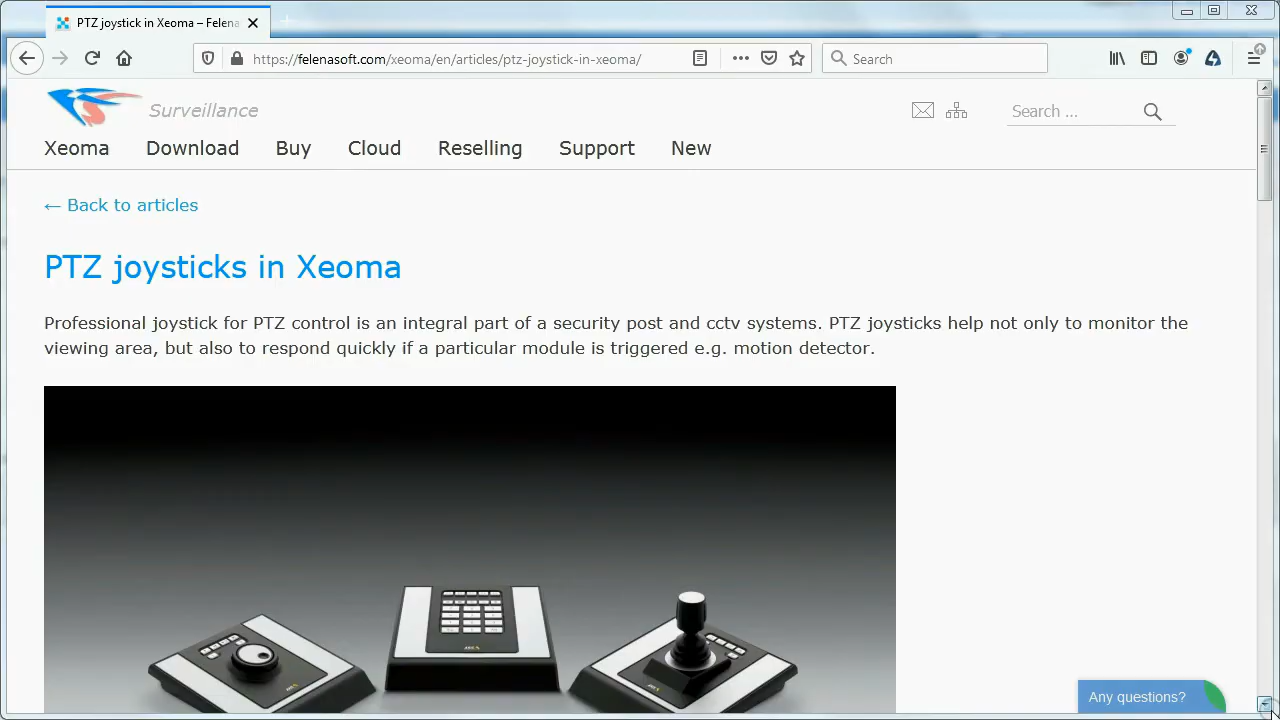 PTZ joystick in Xeoma – Felena
https://felenasoft.com/xeoma/en/articles/ptz-joystick-in-xeoma/
Search
Surveillance
Search ...
Xeoma Download Buy Cloud Reselling Support New
← Back to articles
PTZ joysticks in Xeoma
Professional joystick for PTZ control is an integral part of a security post and cctv systems. PTZ joysticks help not only to monitor the
viewing area, but also to respond quickly if a particular module is triggered e.g. motion detector.
Any questions?